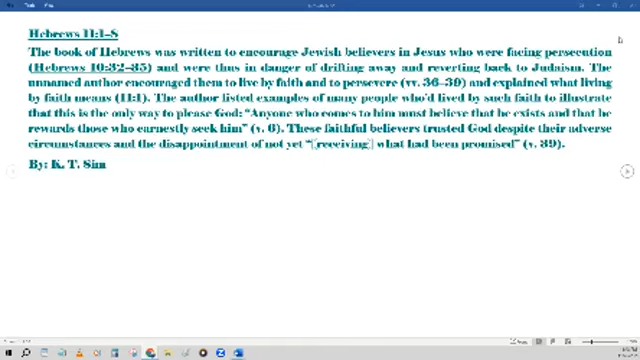 Hebrews 11:1–8
The book of Hebrews was written to encourage Jewish believers in Jesus who were facing persecution
(Hebrews 10:32–35) and were thus in danger of drifting away and reverting back to Judaism. The
unnamed author encouraged them to live by faith and to persevere (vv. 36–39) and explained what living
by faith means (11:1). The author listed examples of many people who'd lived by such faith to illustrate
that this is the only way to please God: "Anyone who comes to him must believe that he exists and that he
rewards those who earnestly seek him" (v. 6). These faithful believers trusted God despite their adverse
circumstances and the disappointment of not yet "[receiving] what had been promised" (v. 39).
By: K. T. Sim